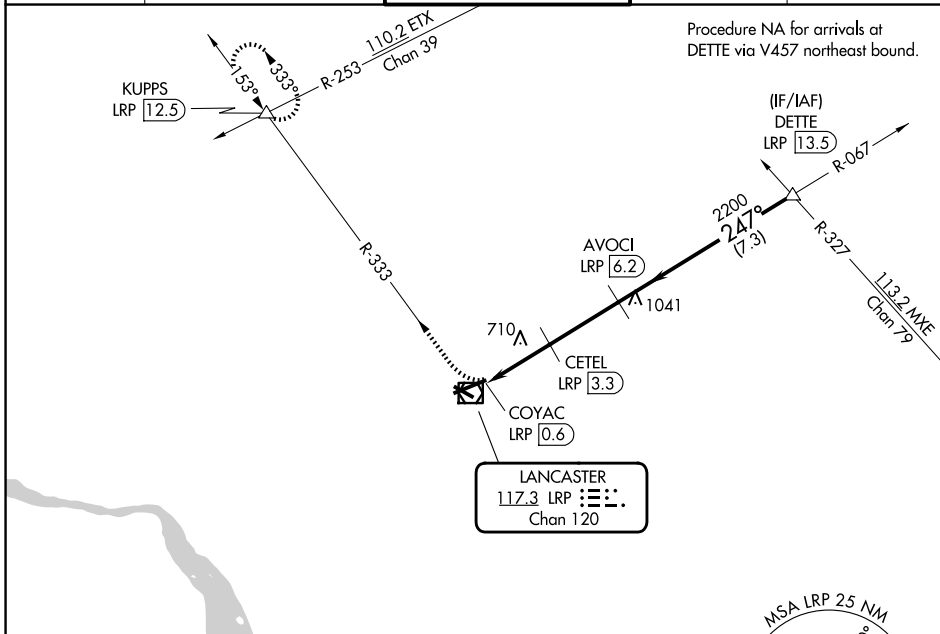 Procedure NA for arrivals at
DETTE via V457 northeast bound.
110.2 ETX
Chan 39
R-253
153°
333°
KUPPS
LRP 12.5
(IF/IAF)
DETTE
LRP 13.5
R-067
2200
247°
(7.3)
R-327
113.2 MXE
Chan 79
R-333
AVOCI
LRP 6.2
1041
710
CETEL
LRP 3.3
COYAC
LRP 0.6
LANCASTER
117.3 LRP
Chan 120
MSA LRP 25 NM